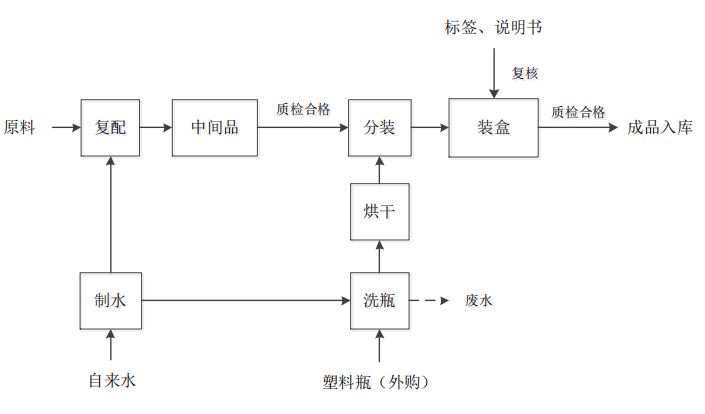 标签、说明书
复核
原料
复配
中间品
质检合格
分装
装盒
质检合格
成品入库
烘干
制水
洗瓶
废水
自来水
塑料瓶（外购）